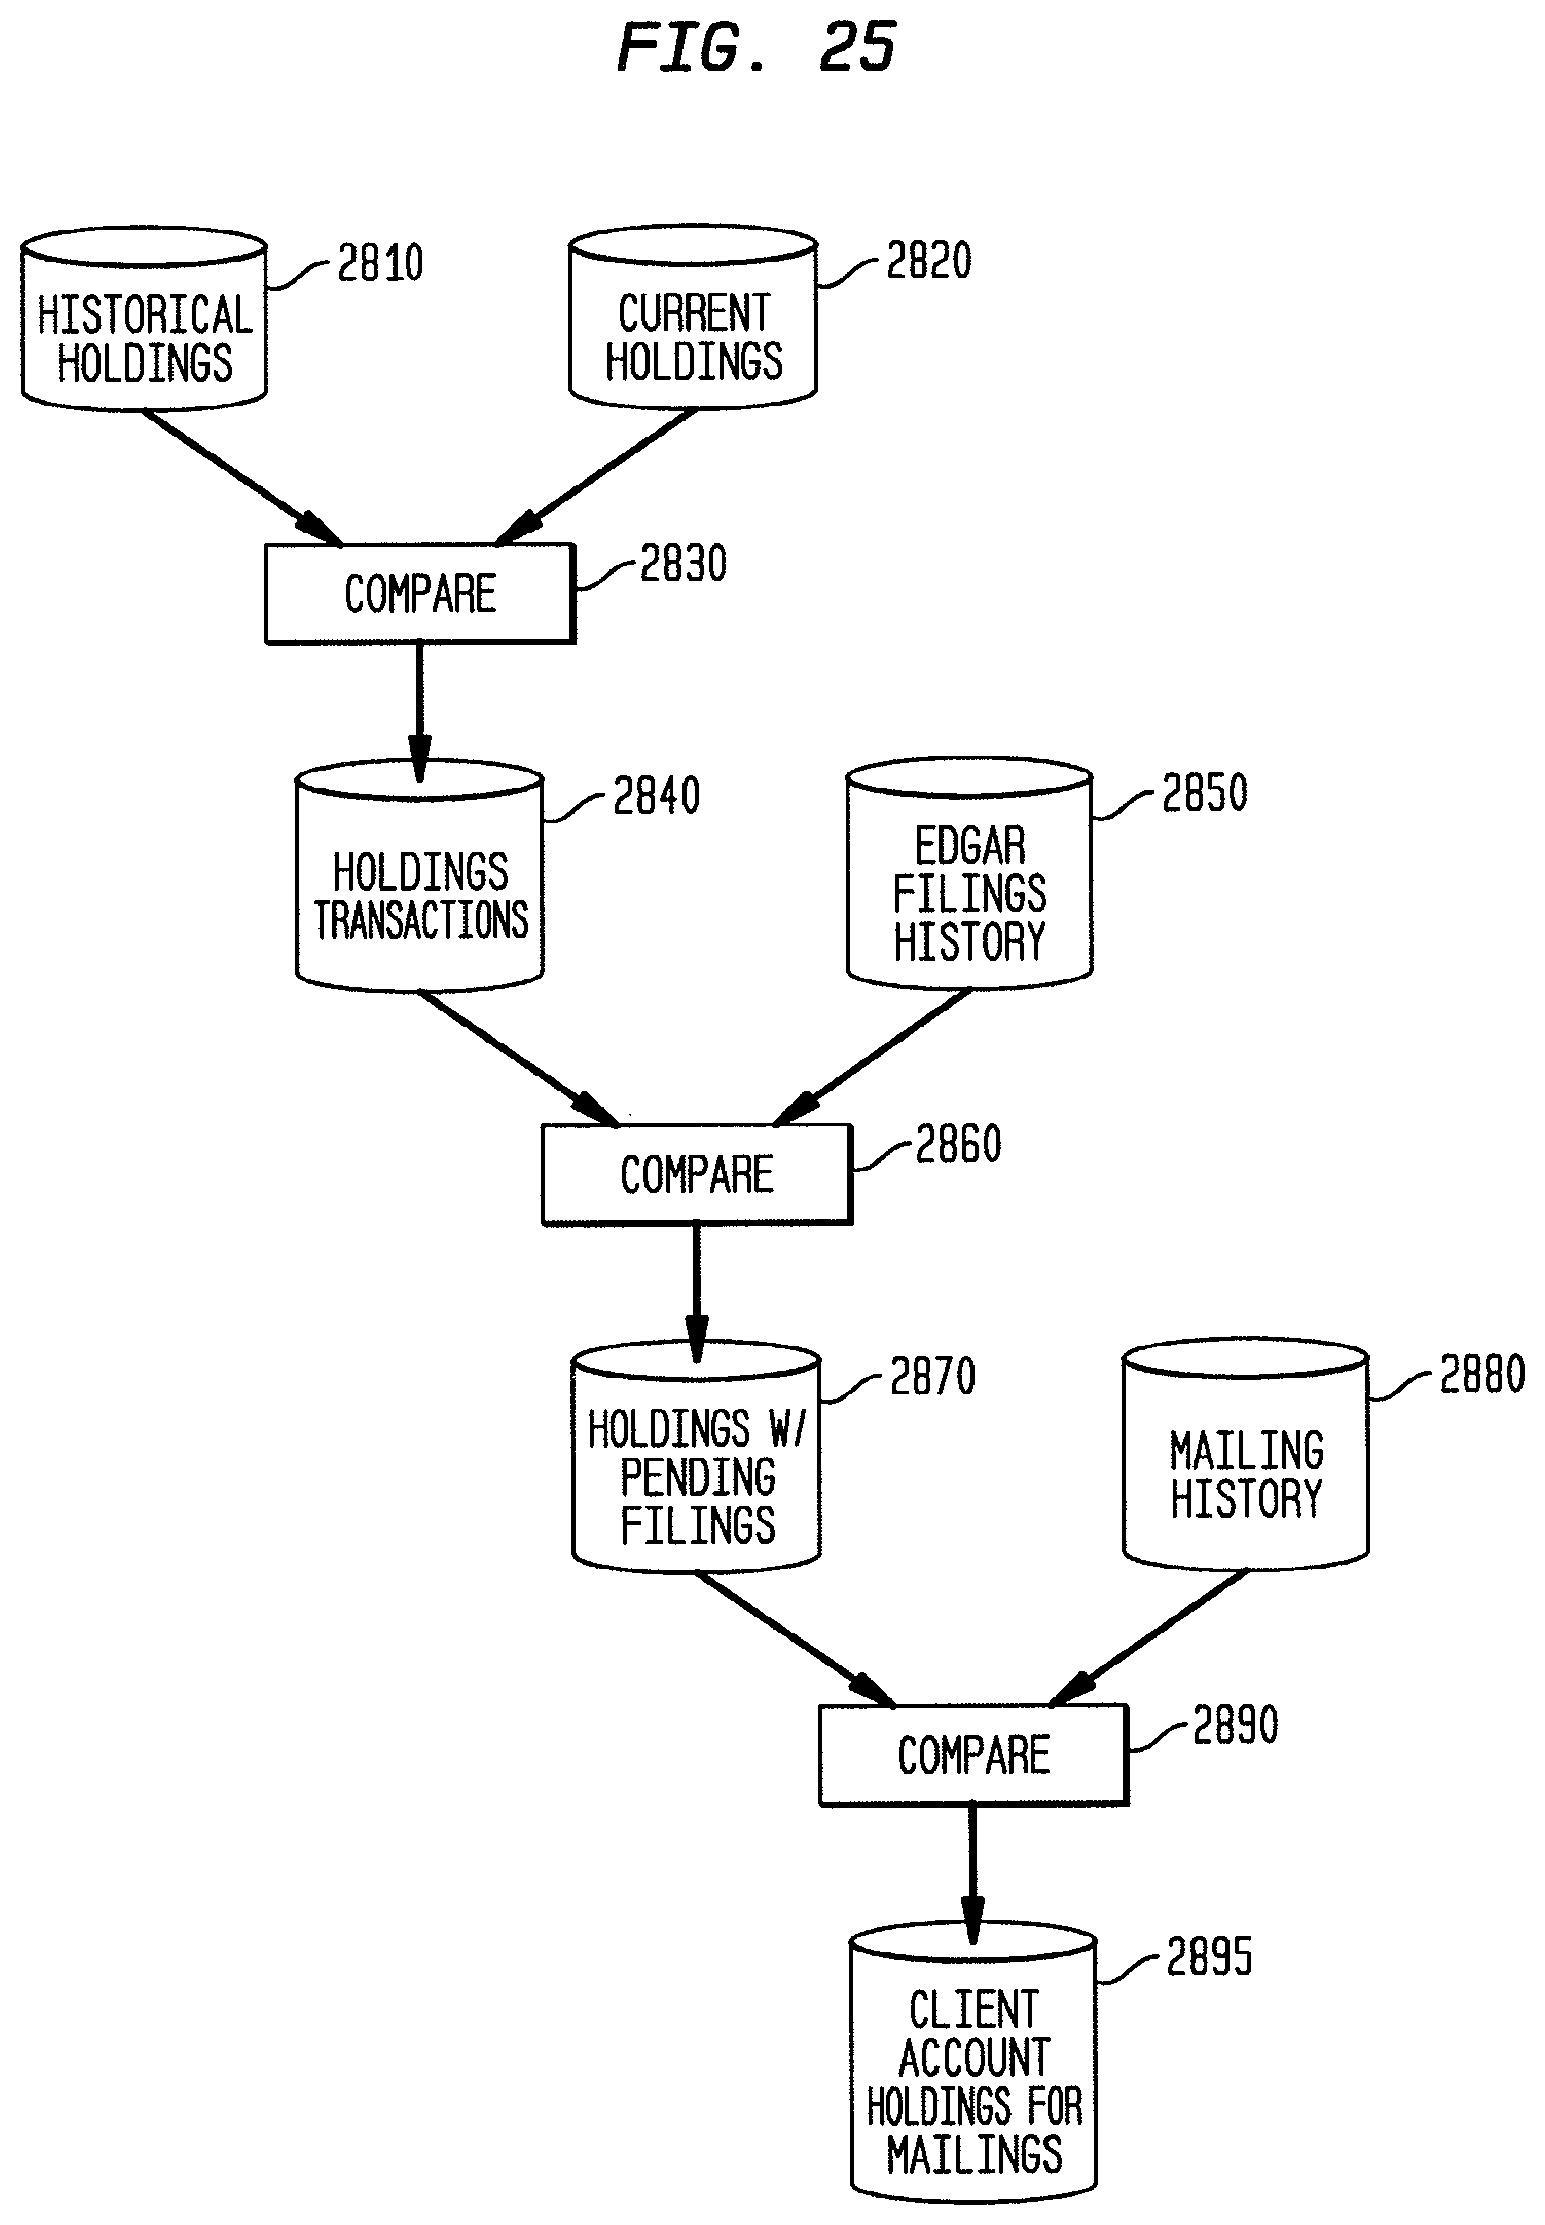 FIG. 25
2810
HISTORICAL
HOLDINGS
2820
CURRENT
HOLDINGS
2830
COMPARE
2840
HOLDINGS
TRANSACTIONS
2850
EDGAR
FILINGS
HISTORY
2860
COMPARE
2870
HOLDINGS W/
PENDING
FILINGS
2880
MAILING
HISTORY
2890
COMPARE
2895
CLIENT
ACCOUNT
HOLDINGS FOR
MAILINGS